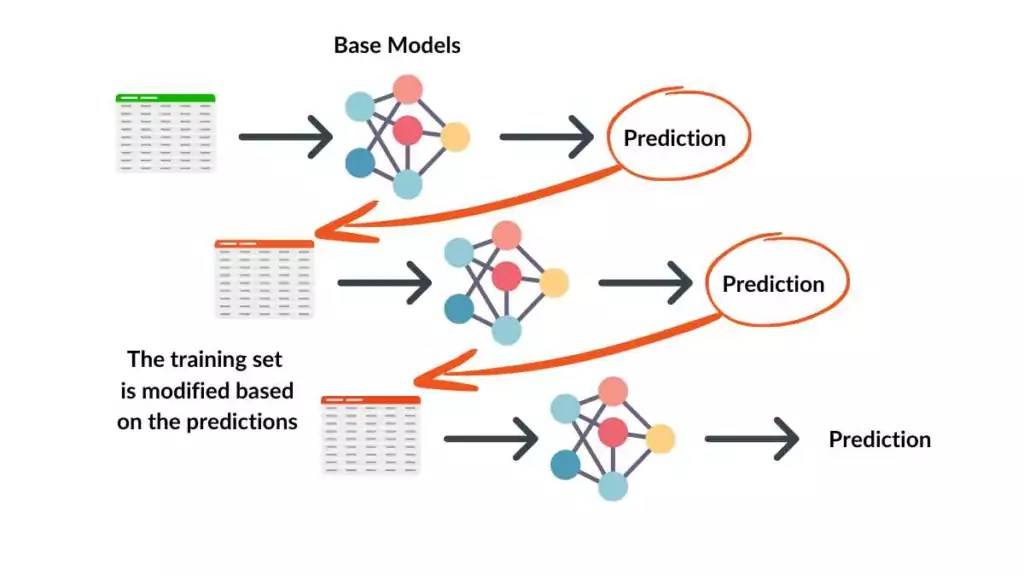 Base Models
Prediction
Prediction
The training set
is modified based
on the predictions
Prediction